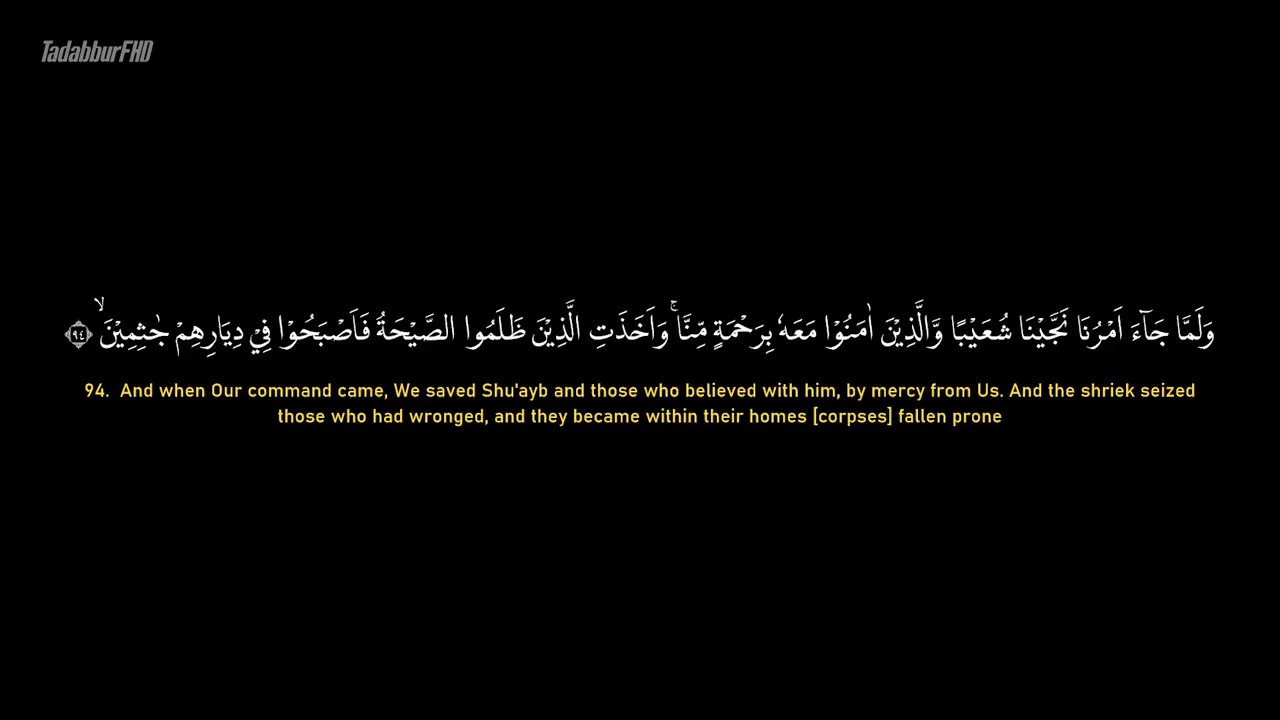 TadabburFHD
وَلَمَّا جَآءَ اَمْرُنَا نَجَّيْنَا شُعَيْبًا وَّالَّذِيْنَ اٰمَنُوْا مَعَهٗ بِرَحْمَةٍ مِّنَّاۚ وَاَخَذَتِ الَّذِيْنَ ظَلَمُوا الصَّيْحَةُ فَاَصْبَحُوْا فِيْ دِيَارِهِمْ جٰثِمِيْنَۙ ٩٤
94. And when Our command came, We saved Shu'ayb and those who believed with him, by mercy from Us. And the shriek seized
those who had wronged, and they became within their homes [corpses] fallen prone